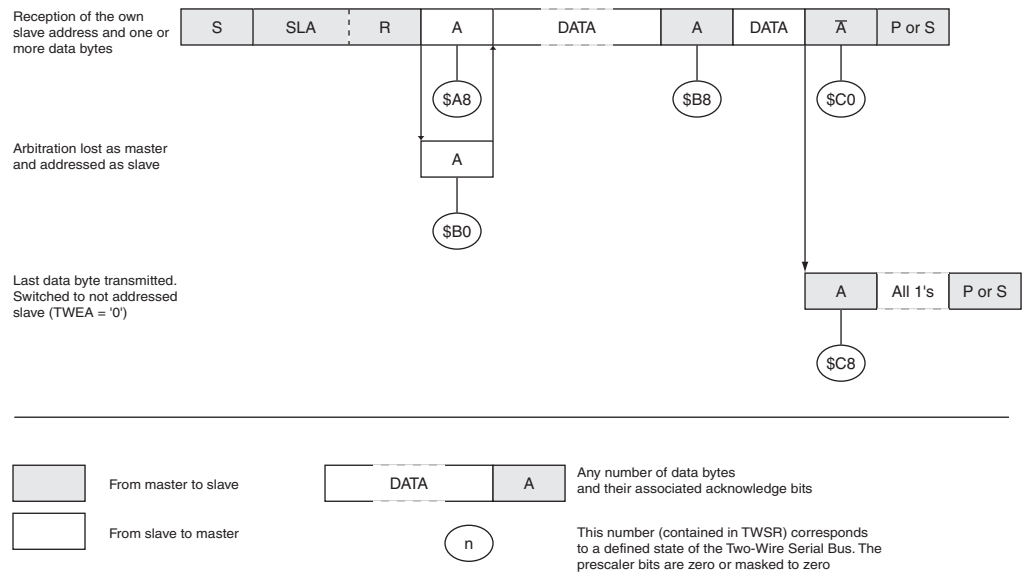 Reception of the own
slave address and one or
more data bytes
S SLA R A DATA A DATA A̅ P or S
$A8 $B8 $C0
Arbitration lost as master
and addressed as slave
A
$B0
Last data byte transmitted.
Switched to not addressed
slave (TWEA = '0')
A All 1's P or S
$C8
From master to slave
DATA A
Any number of data bytes
and their associated acknowledge bits
From slave to master
n
This number (contained in TWSR) corresponds
to a defined state of the Two-Wire Serial Bus. The
prescaler bits are zero or masked to zero